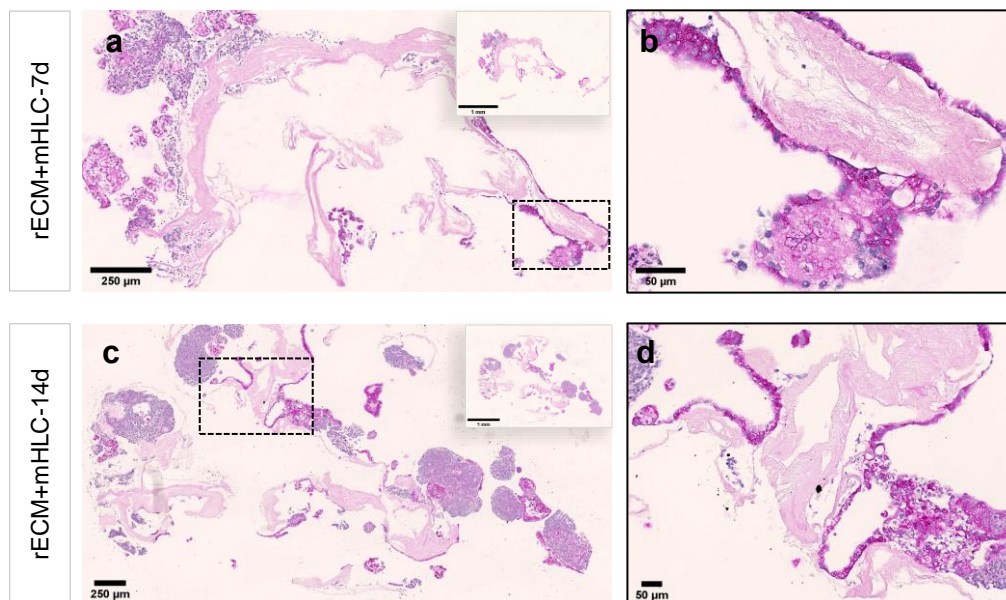 rECM+mHLC-7d
a
1 mm
250 µm
b
50 µm
rECM+mHLC-14d
c
1 mm
250 µm
d
50 µm